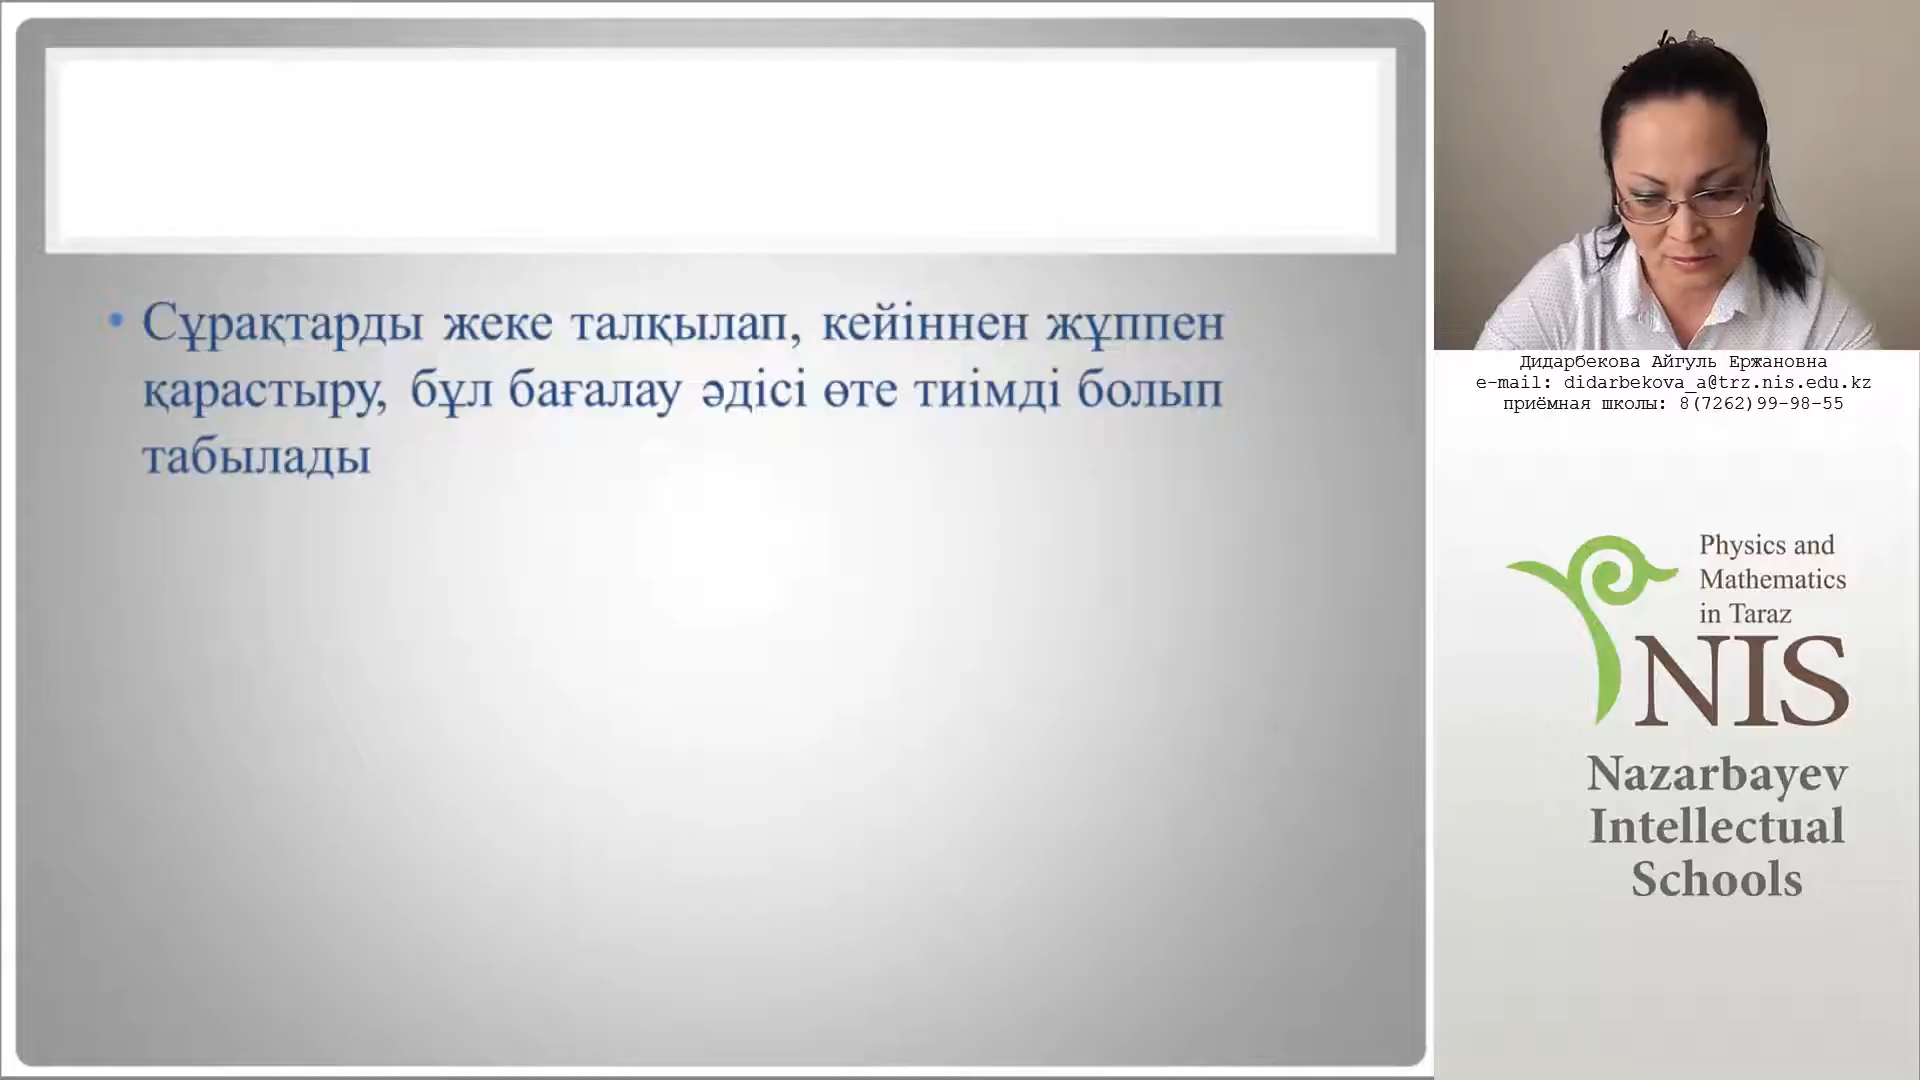 • Сұрақтарды жеке талқылап, кейіннен жұппен
қарастыру, бұл бағалау әдісі өте тиімді болып
табылады
Дидарбекова Айгуль Ержановна
e-mail: didarbekova_a@trz.nis.edu.kz
приёмная школы: 8(7262)99-98-55
Physics and
Mathematics
in Taraz
NIS
Nazarbayev
Intellectual
Schools